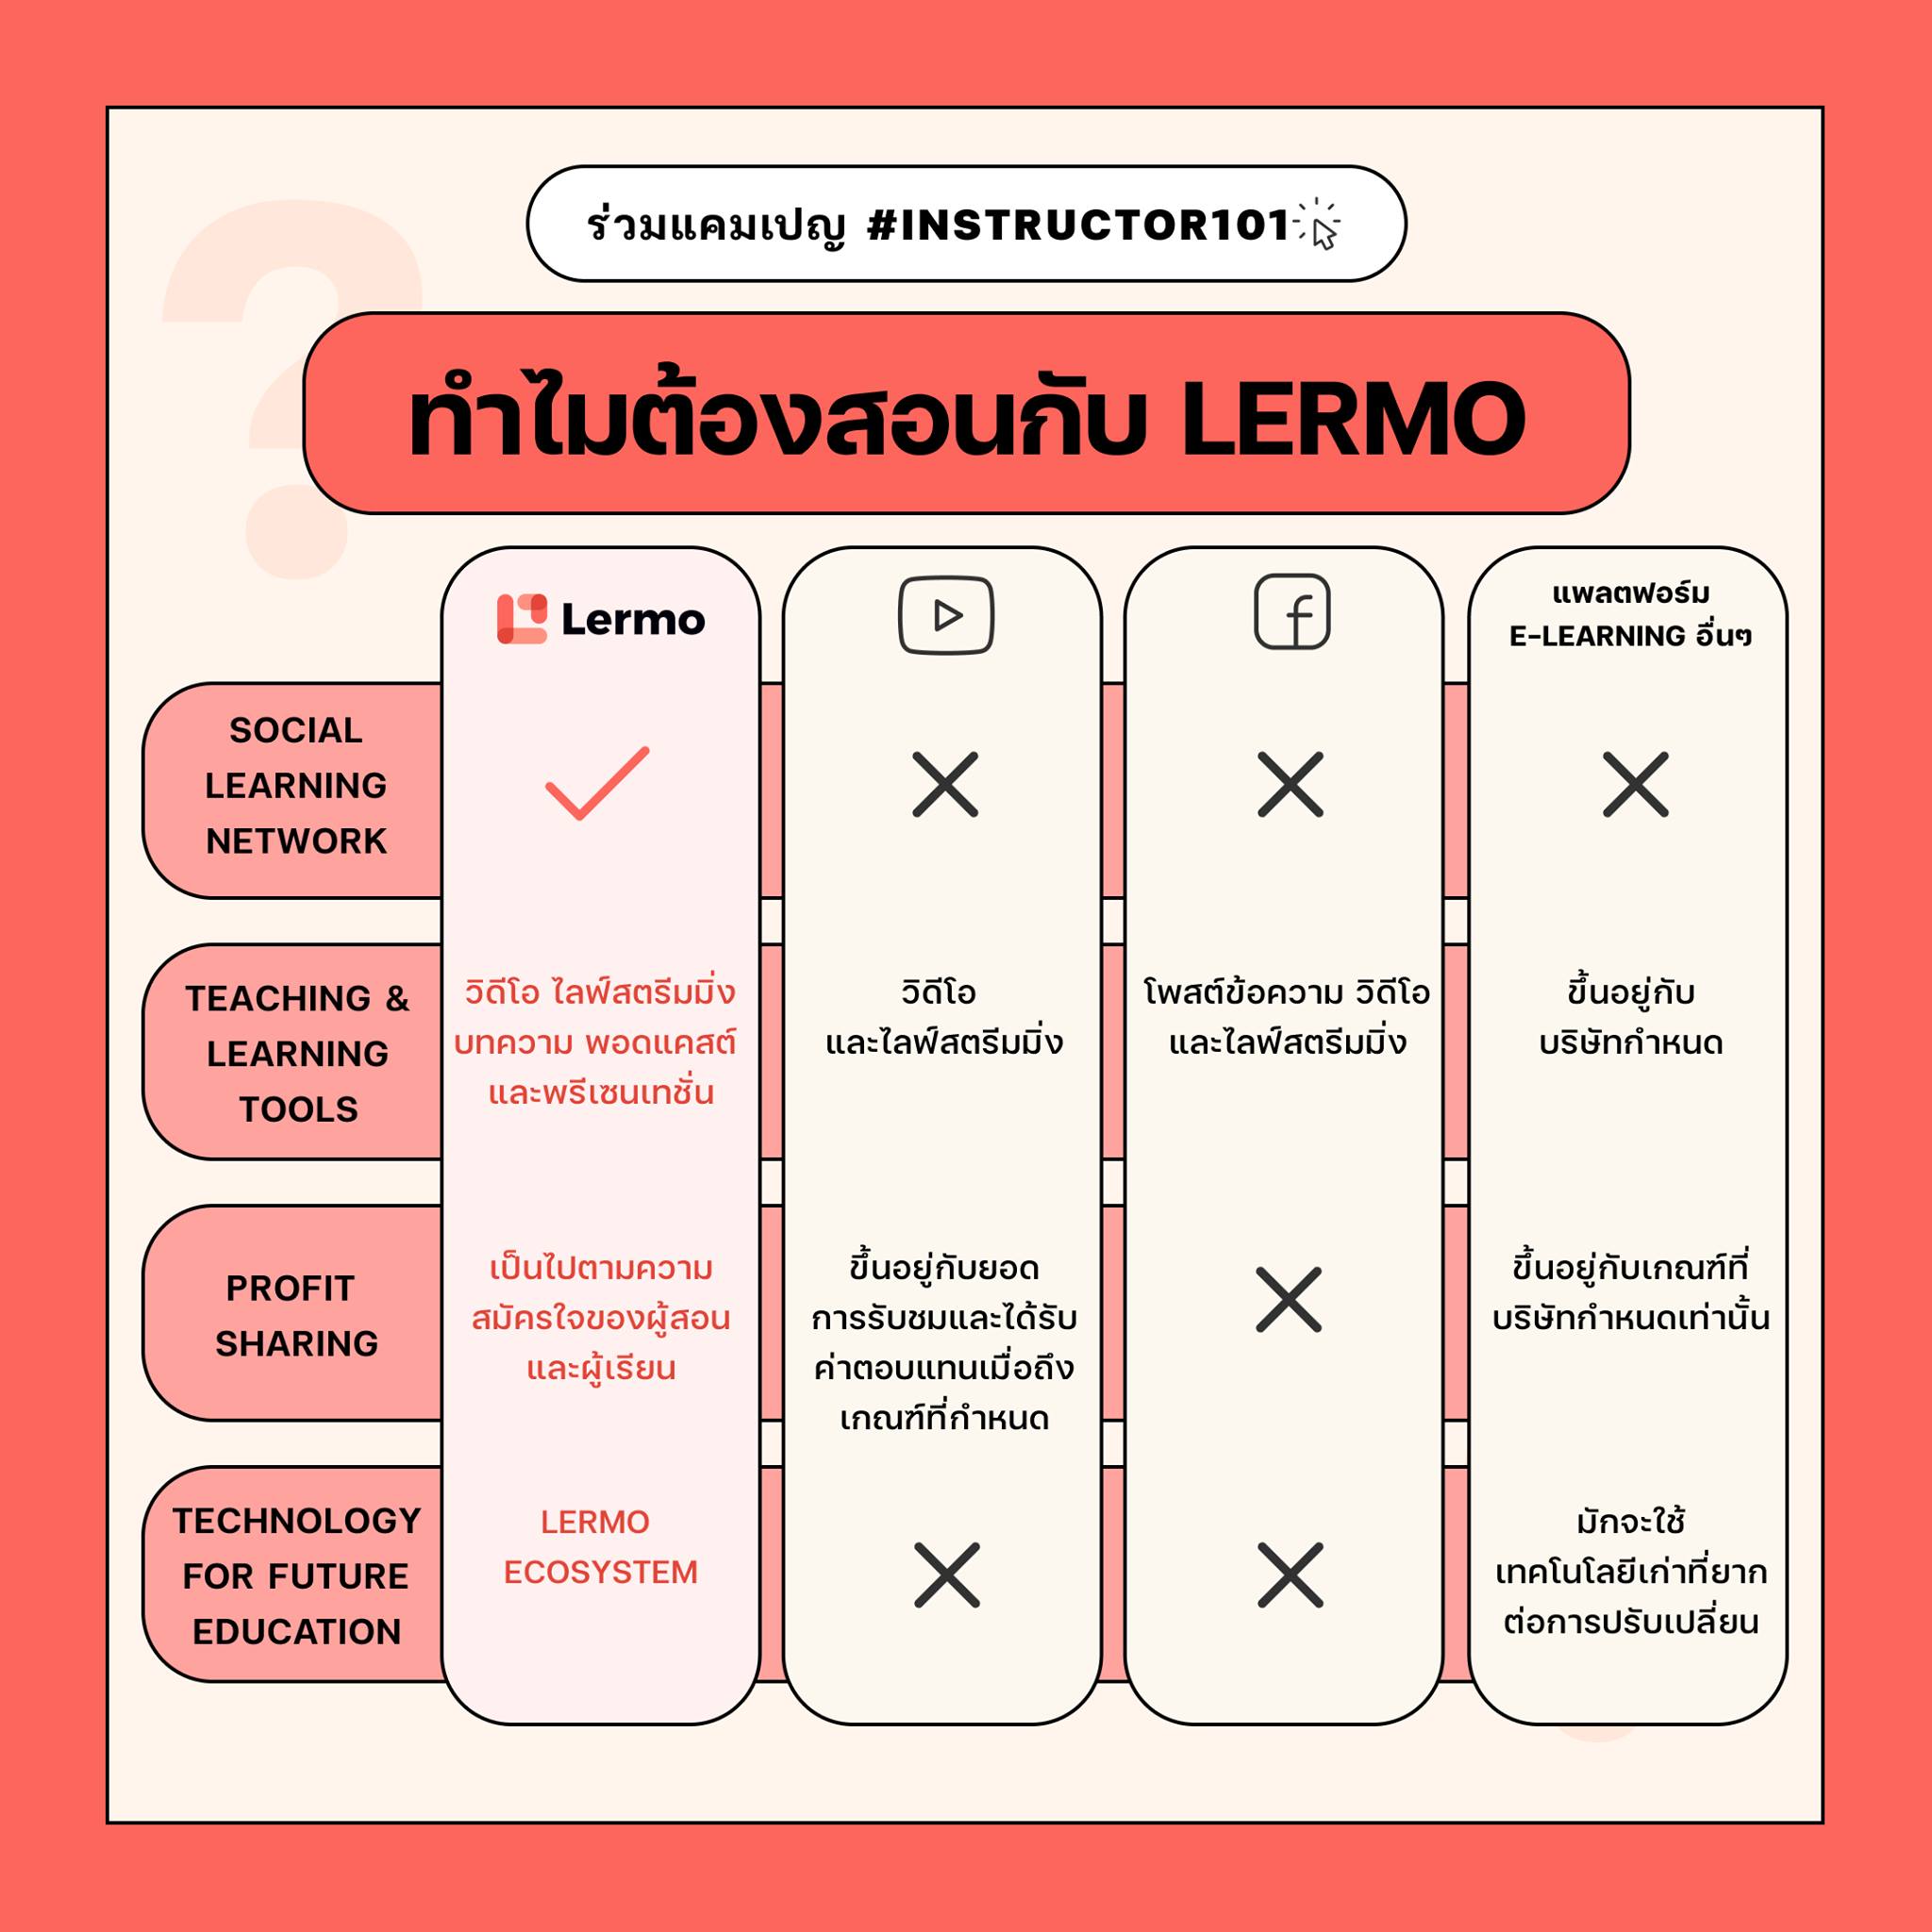 ร่วมแคมเปญ #INSTRUCTOR101
ทำไมต้องสอนกับ LERMO
Lermo
แพลตฟอร์ม
E-LEARNING อื่นๆ
SOCIAL
LEARNING
NETWORK
TEACHING &
LEARNING
TOOLS
วิดีโอ ไลฟ์สตรีมมิ่ง
บทความ พอดแคสต์
และพรีเซนเทชั่น
วิดีโอ
และไลฟ์สตรีมมิ่ง
โพสต์ข้อความ วิดีโอ
และไลฟ์สตรีมมิ่ง
ขึ้นอยู่กับ
บริษัทกำหนด
PROFIT
SHARING
เป็นไปตามความ
สมัครใจของผู้สอน
และผู้เรียน
ขึ้นอยู่กับยอด
การรับชมและได้รับ
ค่าตอบแทนเมื่อถึง
เกณฑ์ที่กำหนด
ขึ้นอยู่กับเกณฑ์ที่
บริษัทกำหนดเท่านั้น
TECHNOLOGY
FOR FUTURE
EDUCATION
LERMO
ECOSYSTEM
มักจะใช้
เทคโนโลยีเก่าที่ยาก
ต่อการปรับเปลี่ยน